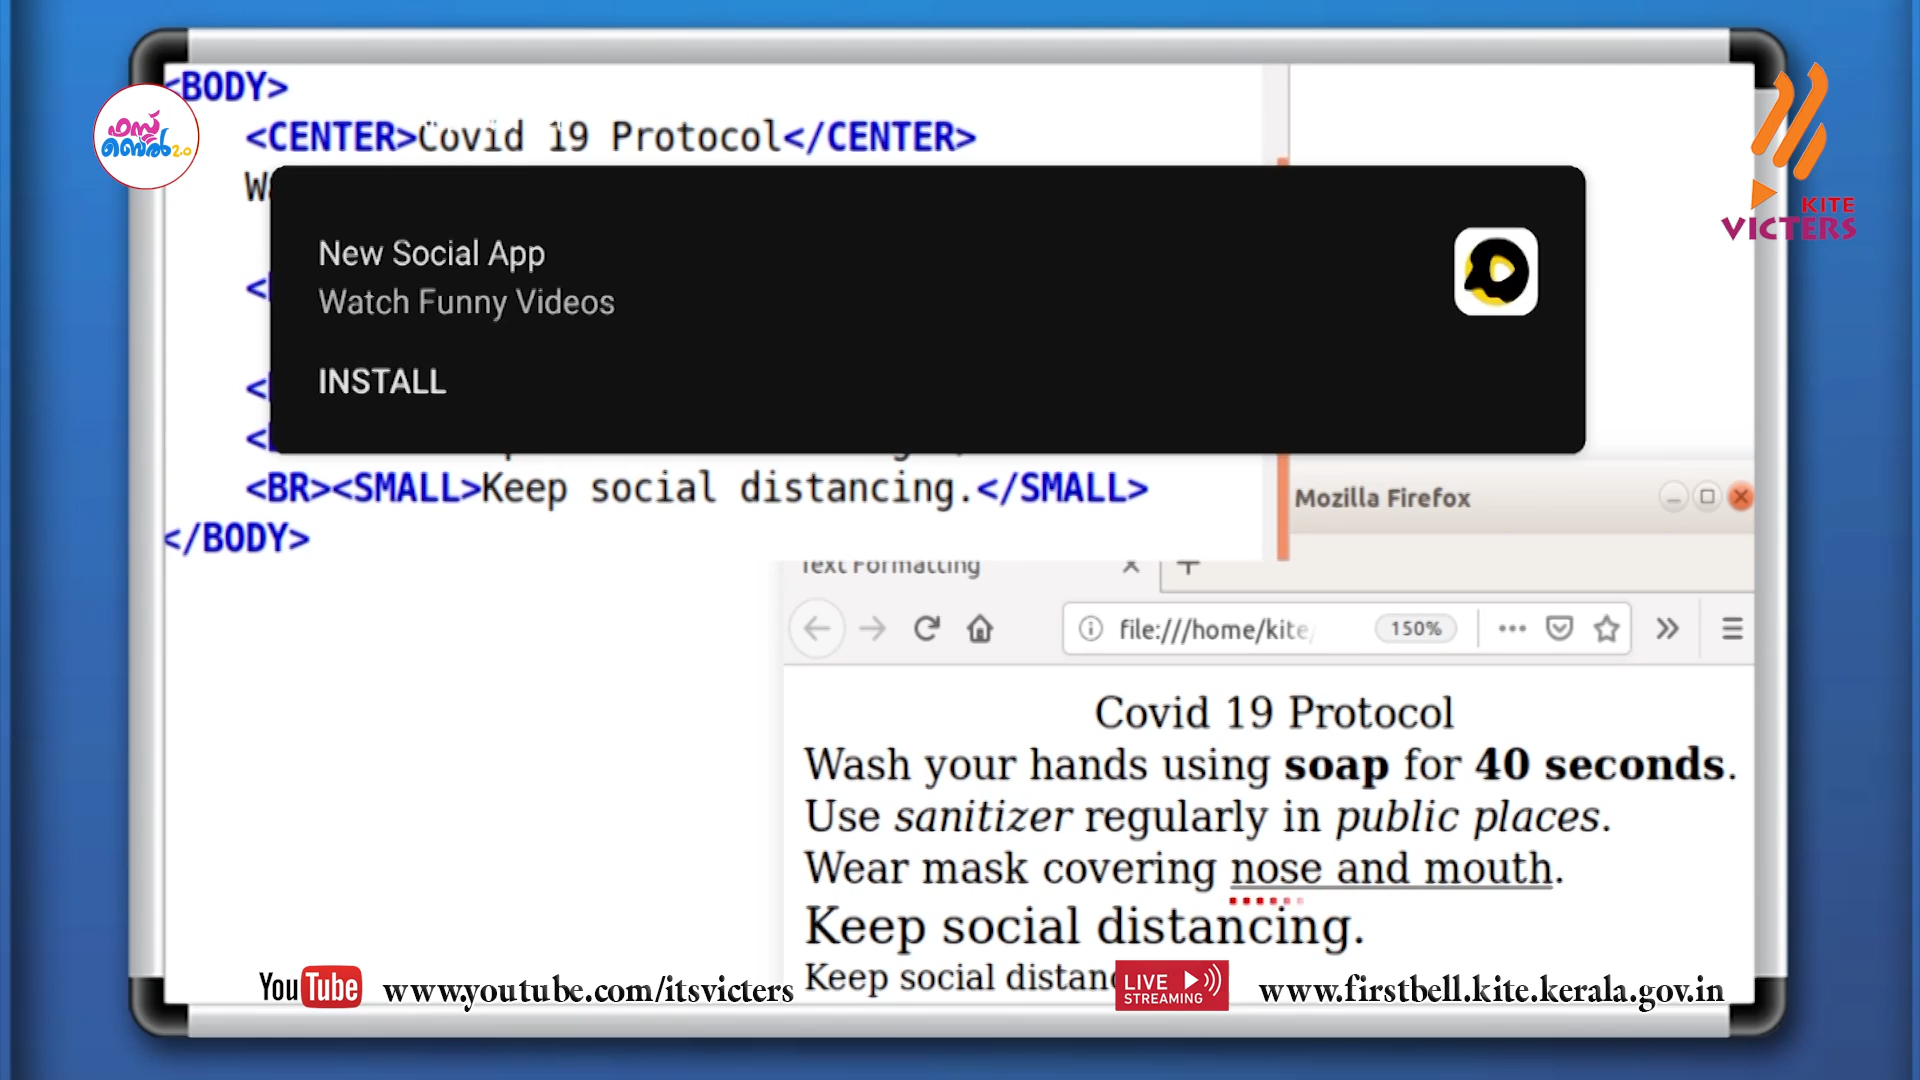 <BODY>
<CENTER>Covid 19 Protocol</CENTER>
ഫസ്റ്റ്
ബെൽ 2.0
KITE
VICTERS
New Social App
Watch Funny Videos
INSTALL
<BR><SMALL>Keep social distancing.</SMALL>
</BODY>
Mozilla Firefox
Text Formatting
file:///home/kite/
150%
Covid 19 Protocol
Wash your hands using soap for 40 seconds.
Use sanitizer regularly in public places.
Wear mask covering nose and mouth.
Keep social distancing.
Keep social
YouTube www.youtube.com/itsvicters
LIVE STREAMING www.firstbell.kite.kerala.gov.in